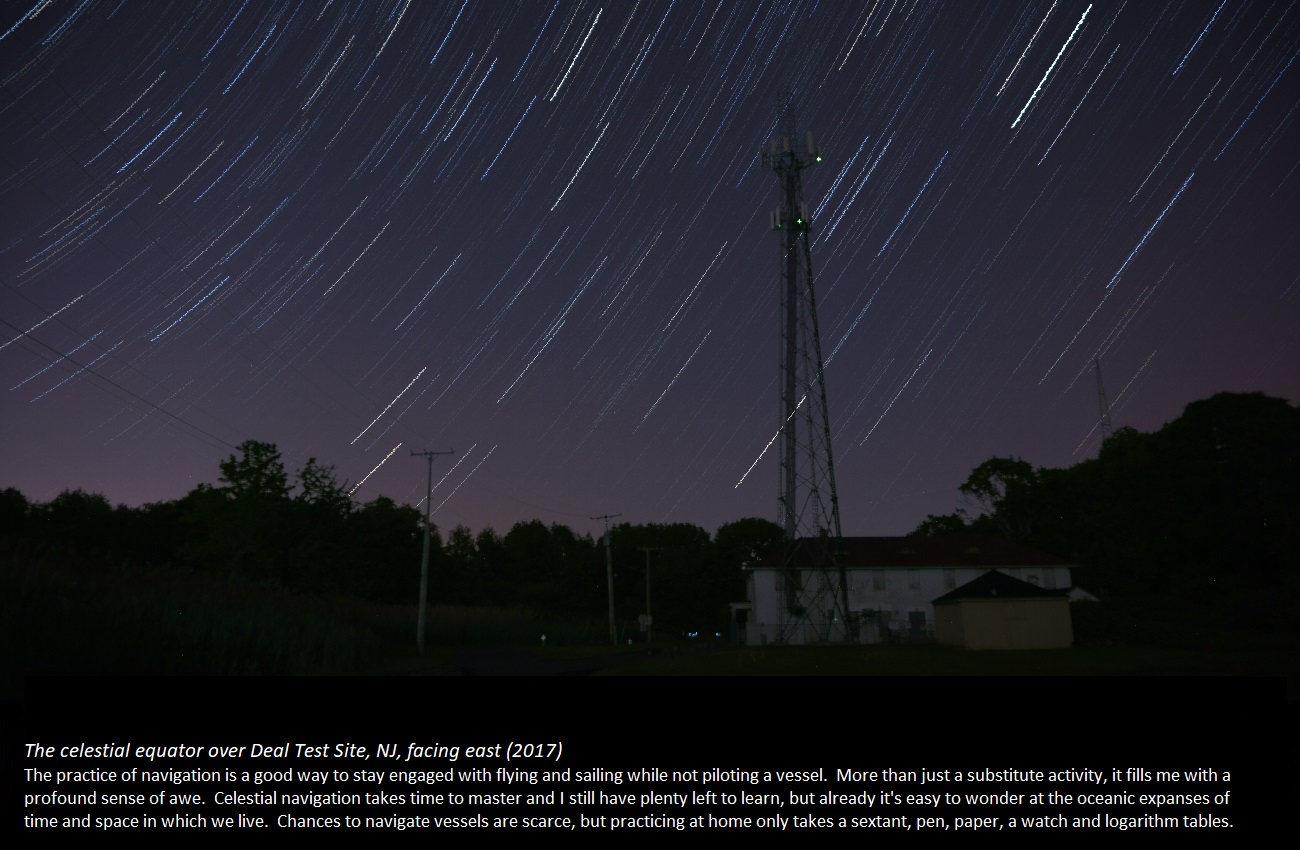 The celestial equator over Deal Test Site, NJ, facing east (2017)
The practice of navigation is a good way to stay engaged with flying and sailing while not piloting a vessel.  More than just a substitute activity, it fills me with a
profound sense of awe.  Celestial navigation takes time to master and I still have plenty left to learn, but already it's easy to wonder at the oceanic expanses of
time and space in which we live.  Chances to navigate vessels are scarce, but practicing at home only takes a sextant, pen, paper, a watch and logarithm tables.